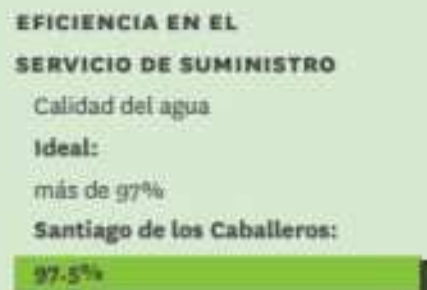 EFICIENCIA EN EL
SERVICIO DE SUMINISTRO
Calidad del agua
Ideal:
más de 97%
Santiago de los Caballeros:
97.5%